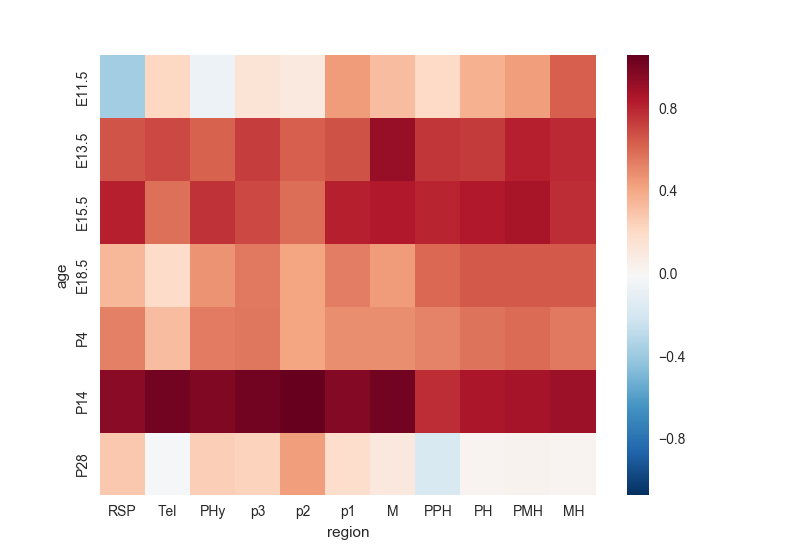 E11.5
E13.5
E15.5
E18.5
P4
P14
P28
age
RSP Tel PHy p3 p2 p1 M PPH PH PMH MH
region
0.8
0.4
0.0
−0.4
−0.8